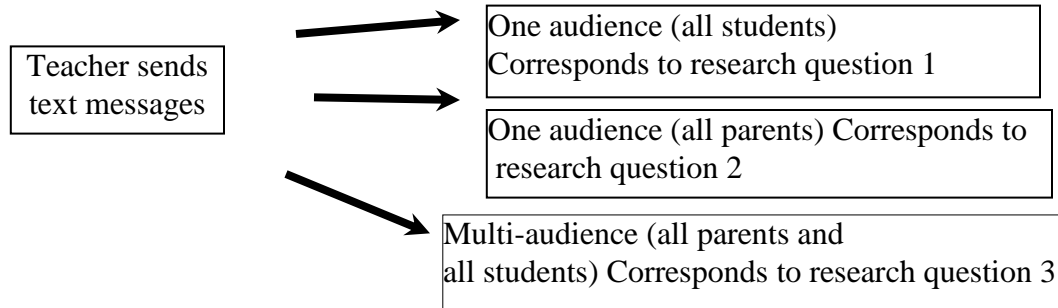 Teacher sends
text messages
One audience (all students)
Corresponds to research question 1
One audience (all parents) Corresponds to
research question 2
Multi-audience (all parents and
all students) Corresponds to research question 3